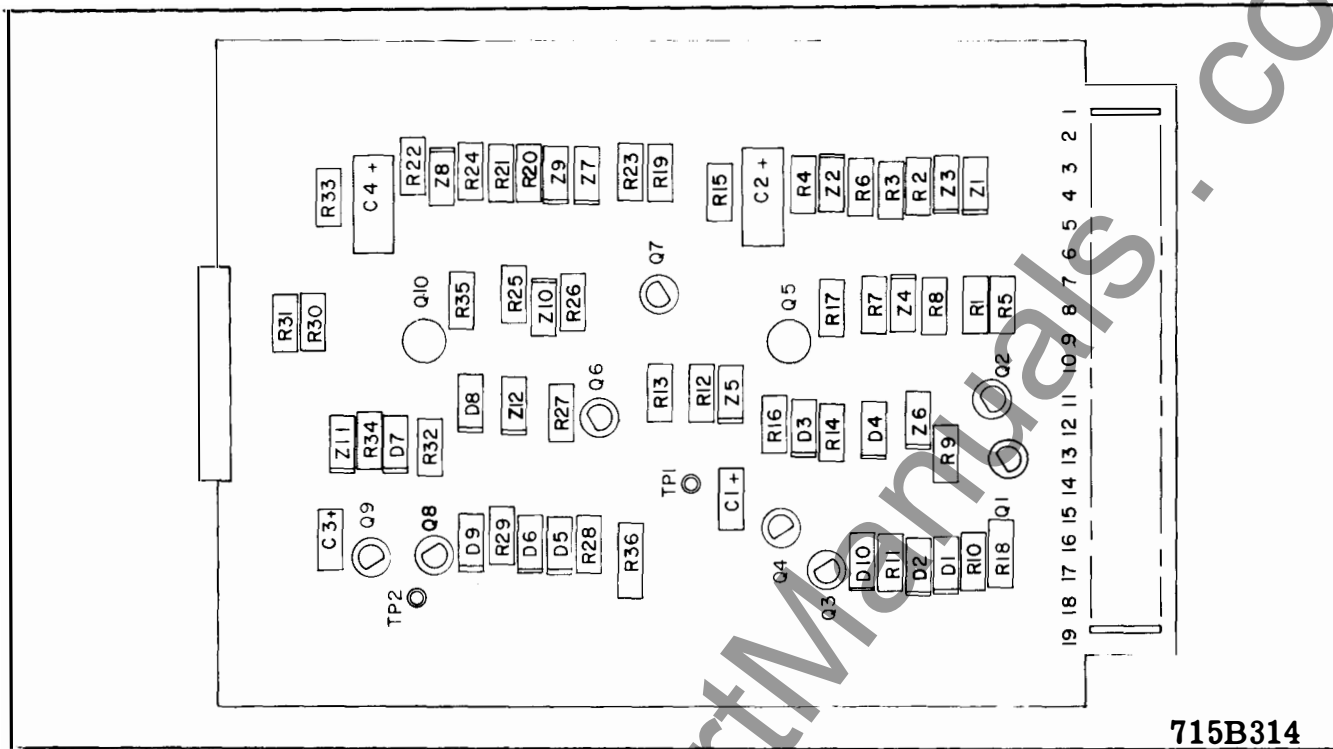 R33
C4 +
R22
Z8
R24
R21
R20
Z9
Z7
R23
R19
R15
C2 +
R4
Z2
R6
R3
R2
Z3
Z1
R31
R30
Q10
R35
R25
Z10
R26
Q7
Q5
R17
R7
Z4
R8
R1
R5
Z11
R34
D7
R32
D8
Z12
R27
Q6
R13
R12
Z5
R16
D3
R14
D4
Z6
R9
Q2
C3+
Q9
Q8
TP2
D9
R29
D6
D5
R28
R36
TP1
C1+
Q4
Q3
D10
R11
D2
D1
R10
R18
Q1
1
2
3
4
5
6
7
8
9
10
11
12
13
14
15
16
17
18
19
715B314